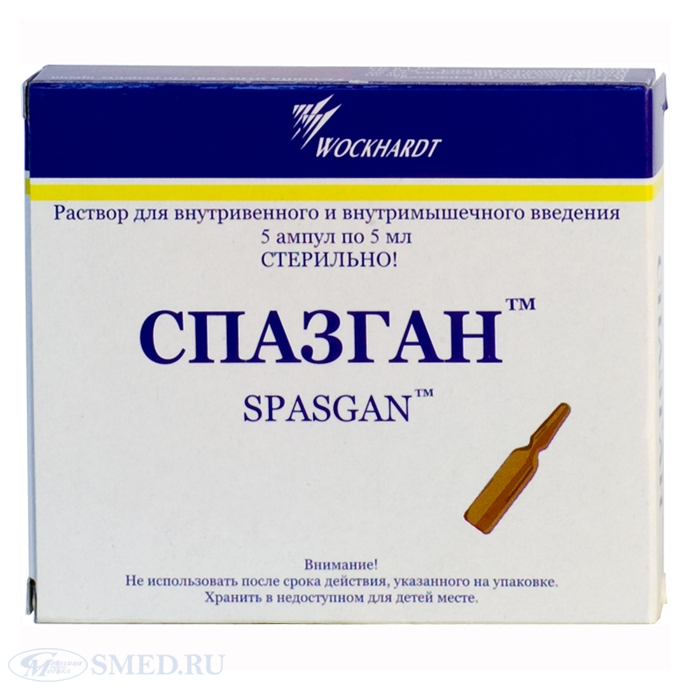 WOCKHARDT
Раствор для внутривенного и внутримышечного введения
5 ампул по 5 мл
СТЕРИЛЬНО!
СПАЗГАН™
SPASGAN™
Внимание!
Не использовать после срока действия, указанного на упаковке.
Хранить в недоступном для детей месте.
SMED.RU